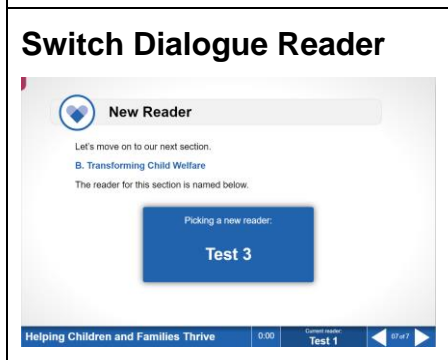 Switch Dialogue Reader
New Reader
Let's move on to our next section.
B. Transforming Child Welfare
The reader for this section is named below.
Picking a new reader:
Test 3
Helping Children and Families Thrive
0:00
Current reader:
Test 1
07 of 7